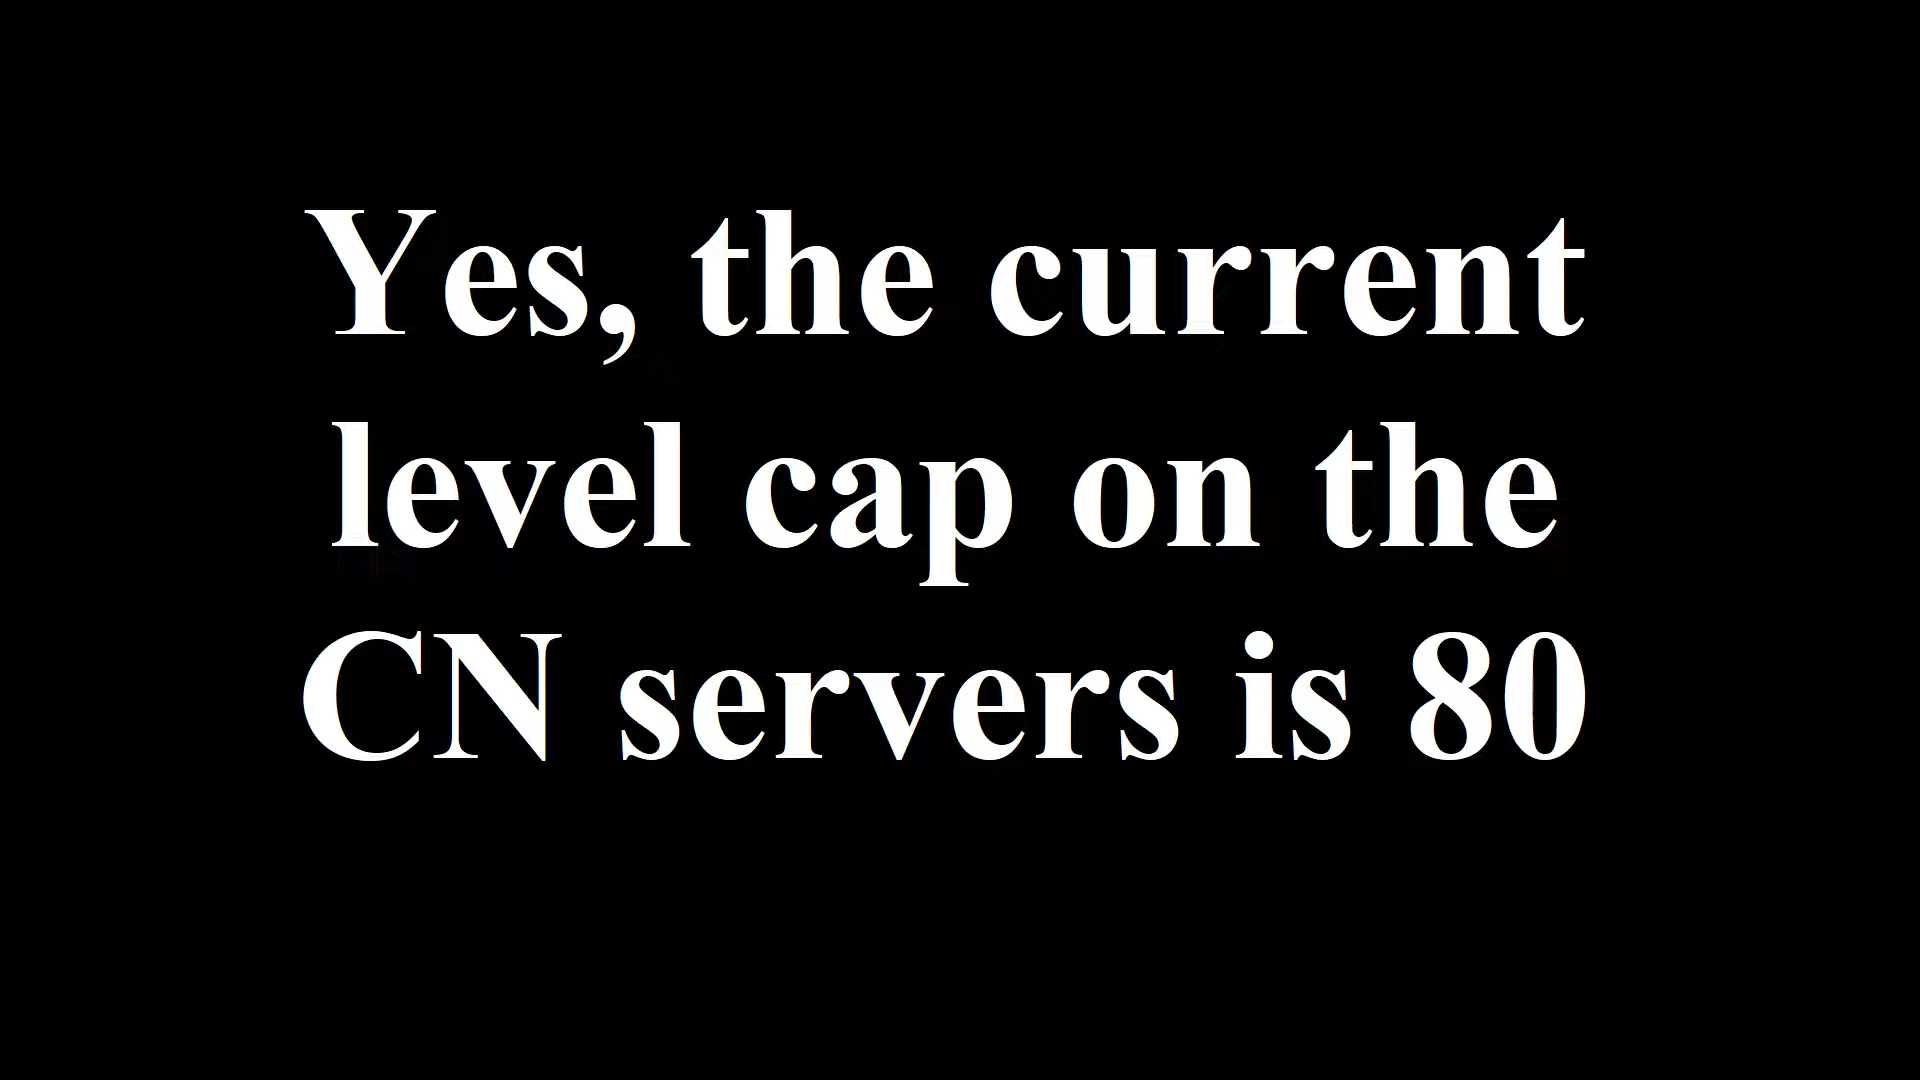 Yes, the current
level cap on the
CN servers is 80